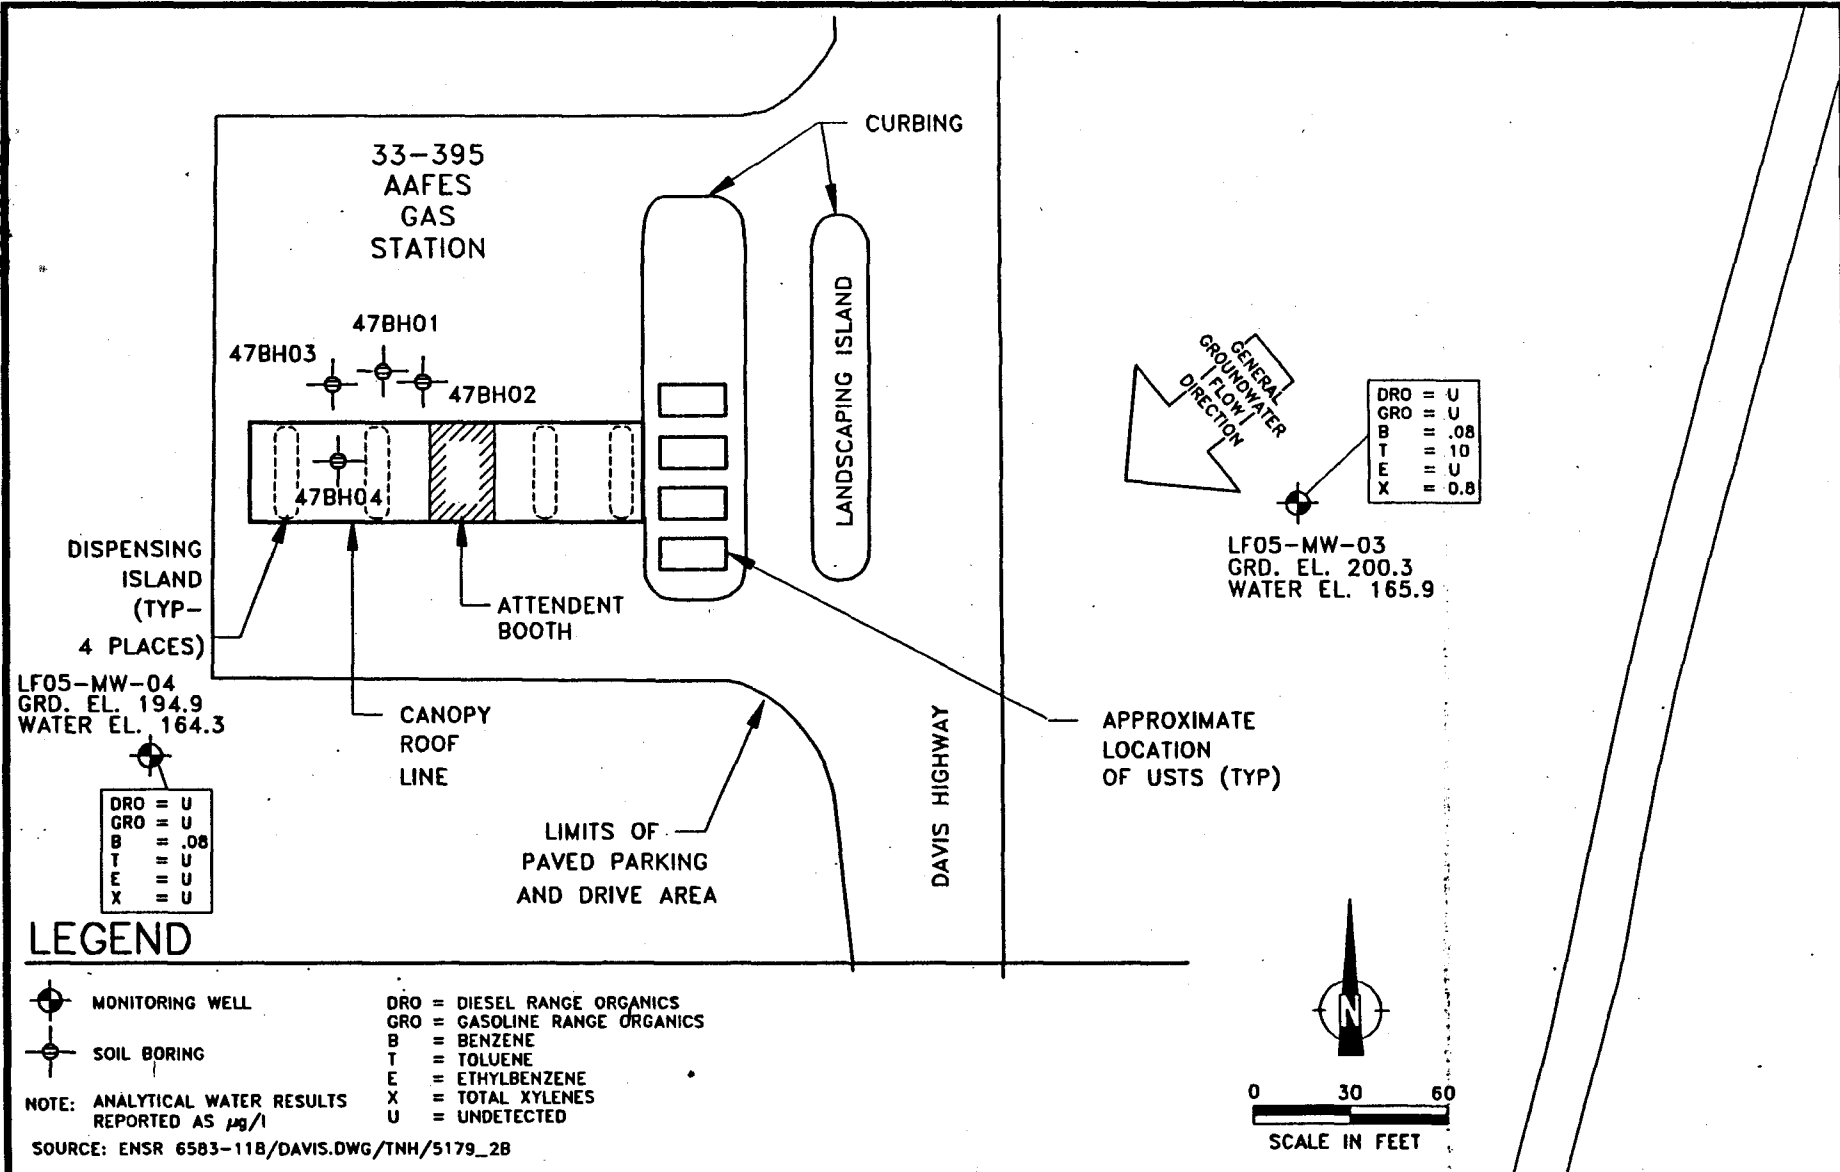 CURBING
33-395
AAFES
GAS
STATION
47BH01
47BH03
47BH02
47BH04
LANDSCAPING ISLAND
GENERAL
GROUNDWATER
FLOW
DIRECTION
DRO = U
GRO = U
B = .08
T = 10
E = U
X = 0.8
LF05-MW-03
GRD. EL. 200.3
WATER EL. 165.9
DISPENSING
ISLAND
(TYP-
4 PLACES)
ATTENDENT
BOOTH
LF05-MW-04
GRD. EL. 194.9
WATER EL. 164.3
CANOPY
ROOF
LINE
APPROXIMATE
LOCATION
OF USTS (TYP)
DAVIS HIGHWAY
DRO = U
GRO = U
B = .08
T = U
E = U
X = U
LIMITS OF
PAVED PARKING
AND DRIVE AREA
LEGEND
MONITORING WELL
SOIL BORING
NOTE: ANALYTICAL WATER RESULTS
REPORTED AS µg/l
DRO = DIESEL RANGE ORGANICS
GRO = GASOLINE RANGE ORGANICS
B = BENZENE
T = TOLUENE
E = ETHYLBENZENE
X = TOTAL XYLENES
U = UNDETECTED
SOURCE: ENSR 6583-118/DAVIS.DWG/TNH/5179_2B
N
0 30 60
SCALE IN FEET